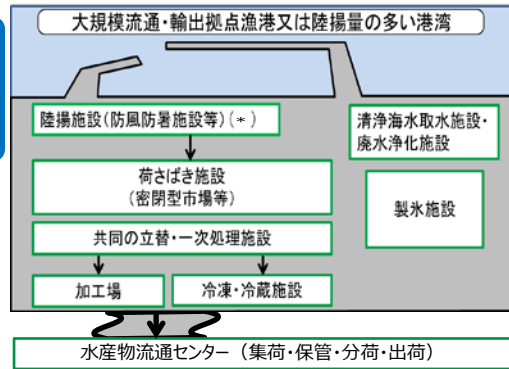 大規模流通・輸出拠点漁港又は陸揚量の多い港湾
陸揚施設(防風防暑施設等)(＊)
清浄海水取水施設・
廃水浄化施設
荷さばき施設
(密閉型市場等)
製氷施設
共同の立替・一次処理施設
加工場
冷凍・冷蔵施設
水産物流通センター（集荷・保管・分荷・出荷）